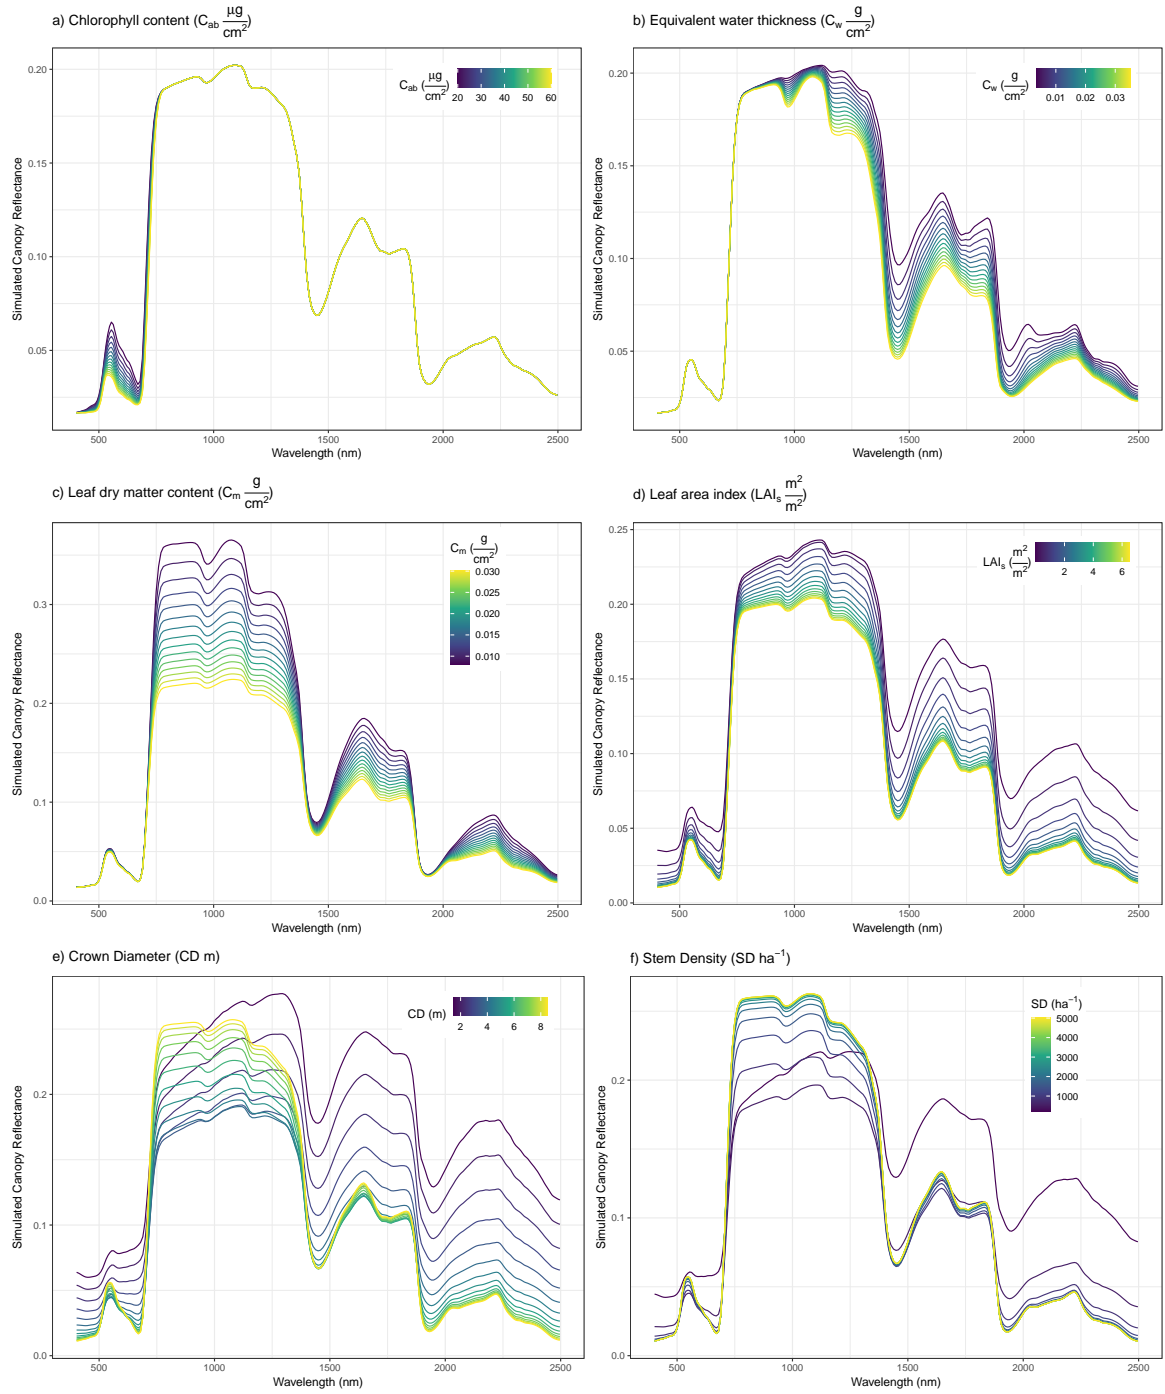 a) Chlorophyll content (Cab μg/cm²)
Cab (μg/cm²) 20 30 40 50 60
Simulated Canopy Reflectance
0.20
0.15
0.10
0.05
500 1000 1500 2000 2500
Wavelength (nm)
b) Equivalent water thickness (Cw g/cm²)
Cw g/cm² 0.01 0.02 0.03
Simulated Canopy Reflectance
0.20
0.15
0.10
0.05
500 1000 1500 2000 2500
Wavelength (nm)
c) Leaf dry matter content (Cm g/cm²)
Cm (g/cm²)
0.030
0.025
0.020
0.015
0.010
Simulated Canopy Reflectance
0.3
0.2
0.1
0.0
500 1000 1500 2000 2500
Wavelength (nm)
d) Leaf area index (LAIs m²/m²)
LAIs (m²/m²) 2 4 6
Simulated Canopy Reflectance
0.25
0.20
0.15
0.10
0.05
0.00
500 1000 1500 2000 2500
Wavelength (nm)
e) Crown Diameter (CD m)
CD (m) 2 4 6 8
Simulated Canopy Reflectance
0.2
0.1
0.0
500 1000 1500 2000 2500
Wavelength (nm)
f) Stem Density (SD ha⁻¹)
SD (ha⁻¹)
5000
4000
3000
2000
1000
Simulated Canopy Reflectance
0.2
0.1
0.0
500 1000 1500 2000 2500
Wavelength (nm)